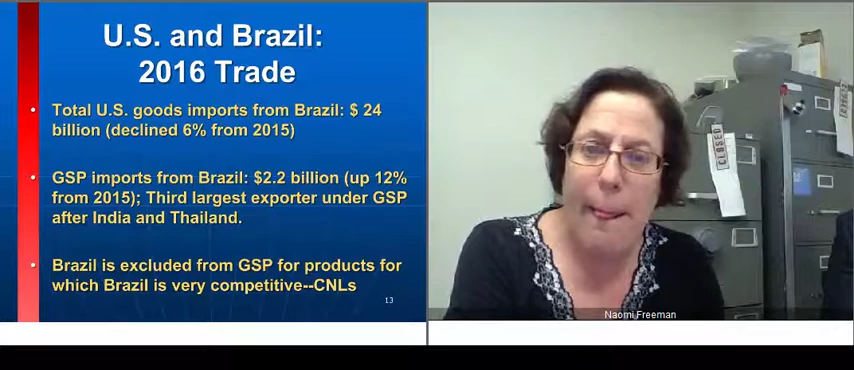 U.S. and Brazil:
2016 Trade
• Total U.S. goods imports from Brazil: $ 24
billion (declined 6% from 2015)
• GSP imports from Brazil: $2.2 billion (up 12%
from 2015); Third largest exporter under GSP
after India and Thailand.
• Brazil is excluded from GSP for products for
which Brazil is very competitive--CNLs
13
CLOSED
Naomi Freeman